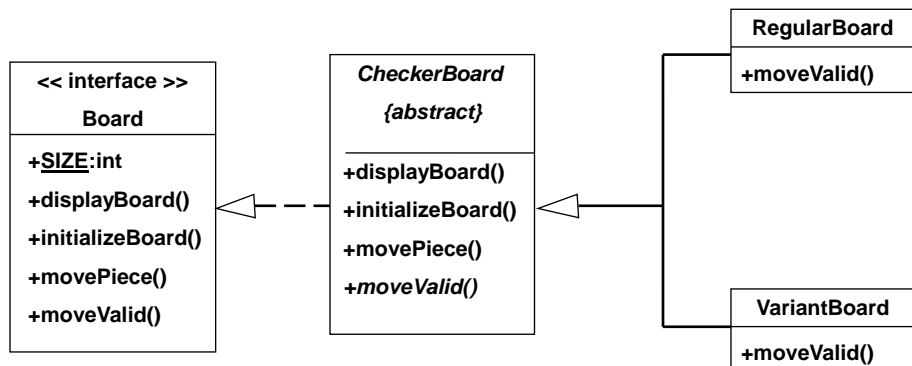 << interface >>
Board
+SIZE:int
+displayBoard()
+initializeBoard()
+movePiece()
+moveValid()
CheckerBoard
{abstract}
+displayBoard()
+initializeBoard()
+movePiece()
+moveValid()
RegularBoard
+moveValid()
VariantBoard
+moveValid()